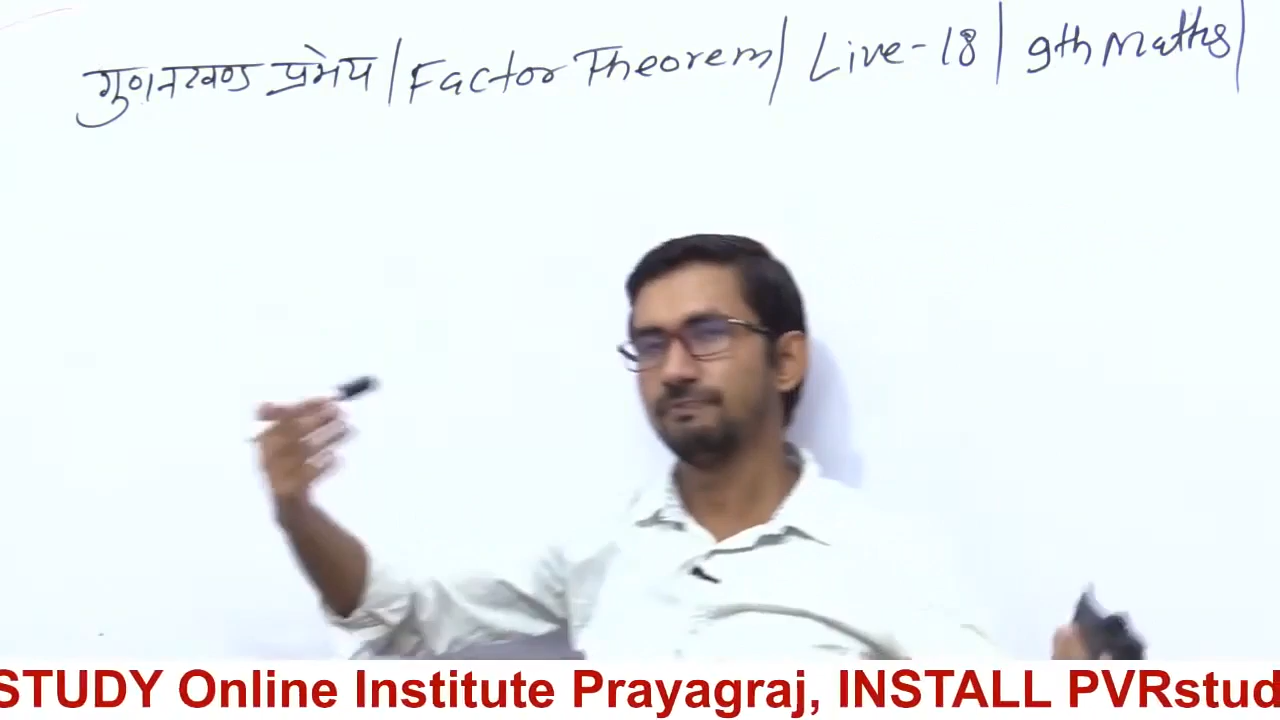 गुणनखण्ड प्रमेय/Factor Theorem/ Live-18/ 9th Maths/
STUDY Online Institute Prayagraj, INSTALL PVRstud